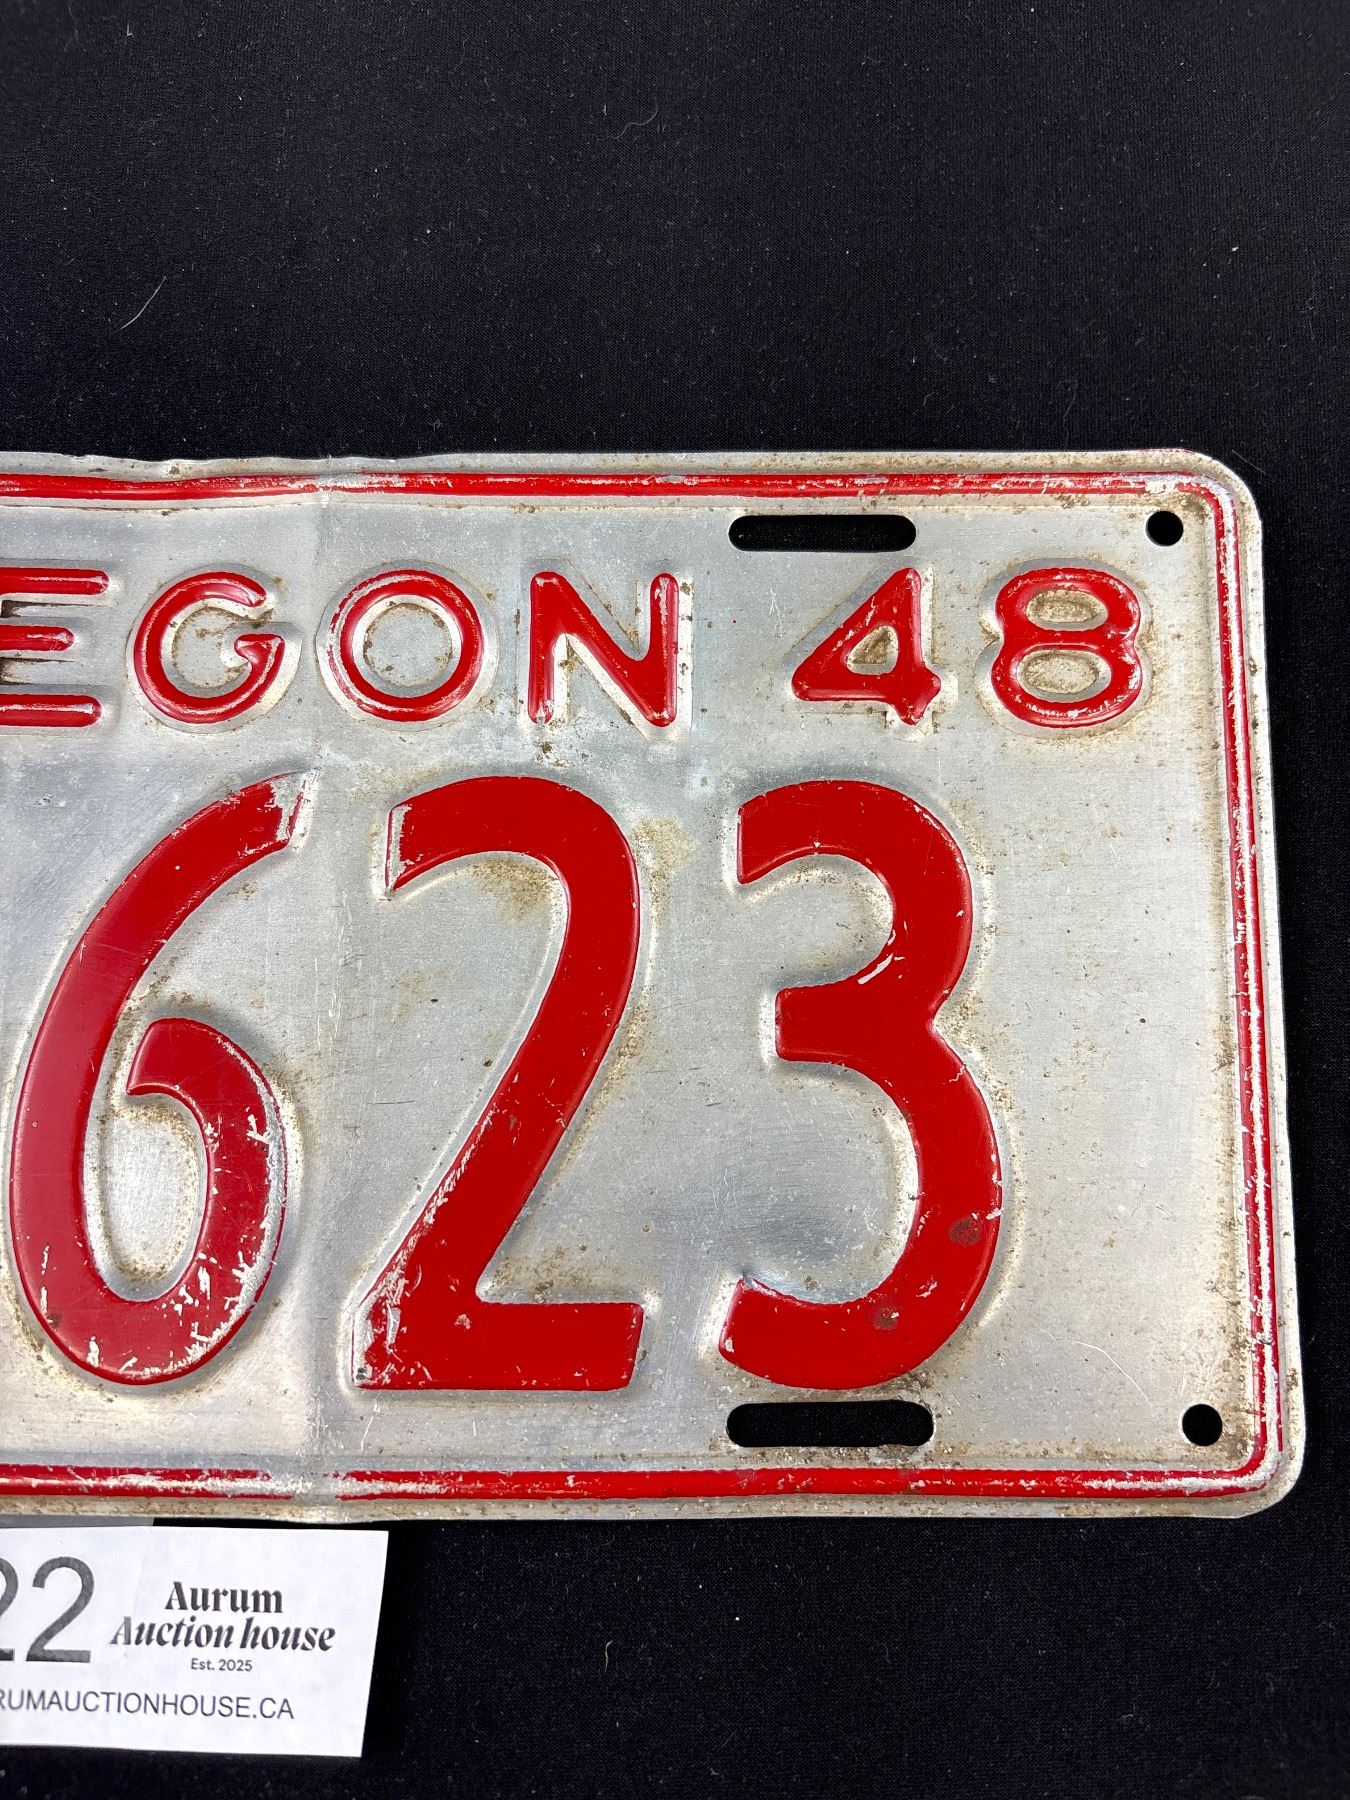 EGON 48
623
22
Aurum
Auction house
Est. 2025
RUMAUCTIONHOUSE.CA